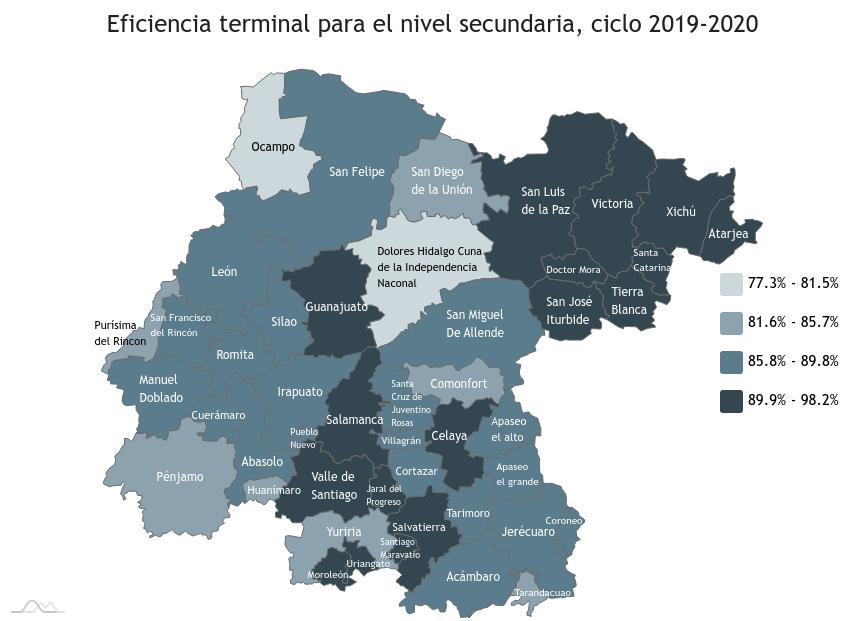 Eficiencia terminal para el nivel secundaria, ciclo 2019-2020
Ocampo
San Felipe
San Diego
de la Unión
San Luis
de la Paz
Victoria
Xichú
Atarjea
Dolores Hidalgo Cuna
de la Independencia
Naconal
Doctor Mora
Santa
Catarina
León
Guanajuato
San José
Iturbide
Tierra
Blanca
77.3% - 81.5%
81.6% - 85.7%
85.8% - 89.8%
89.9% - 98.2%
Purísima
del Rincon
San Francisco
del Rincón
Silao
San Miguel
De Allende
Romita
Manuel
Doblado
Irapuato
Santa
Cruz de
Juventino
Rosas
Comonfort
Cuerámaro
Salamanca
Pueblo
Nuevo
Villagrán
Celaya
Apaseo
el alto
Pénjamo
Abasolo
Huanímaro
Valle de
Santiago
Cortazar
Apaseo
el grande
Jaral del
Progreso
Tarimoro
Coroneo
Jerécuaro
Yuriria
Salvatierra
Santiago
Maravatío
Uriangato
Moroleón
Acámbaro
Tarandacuao